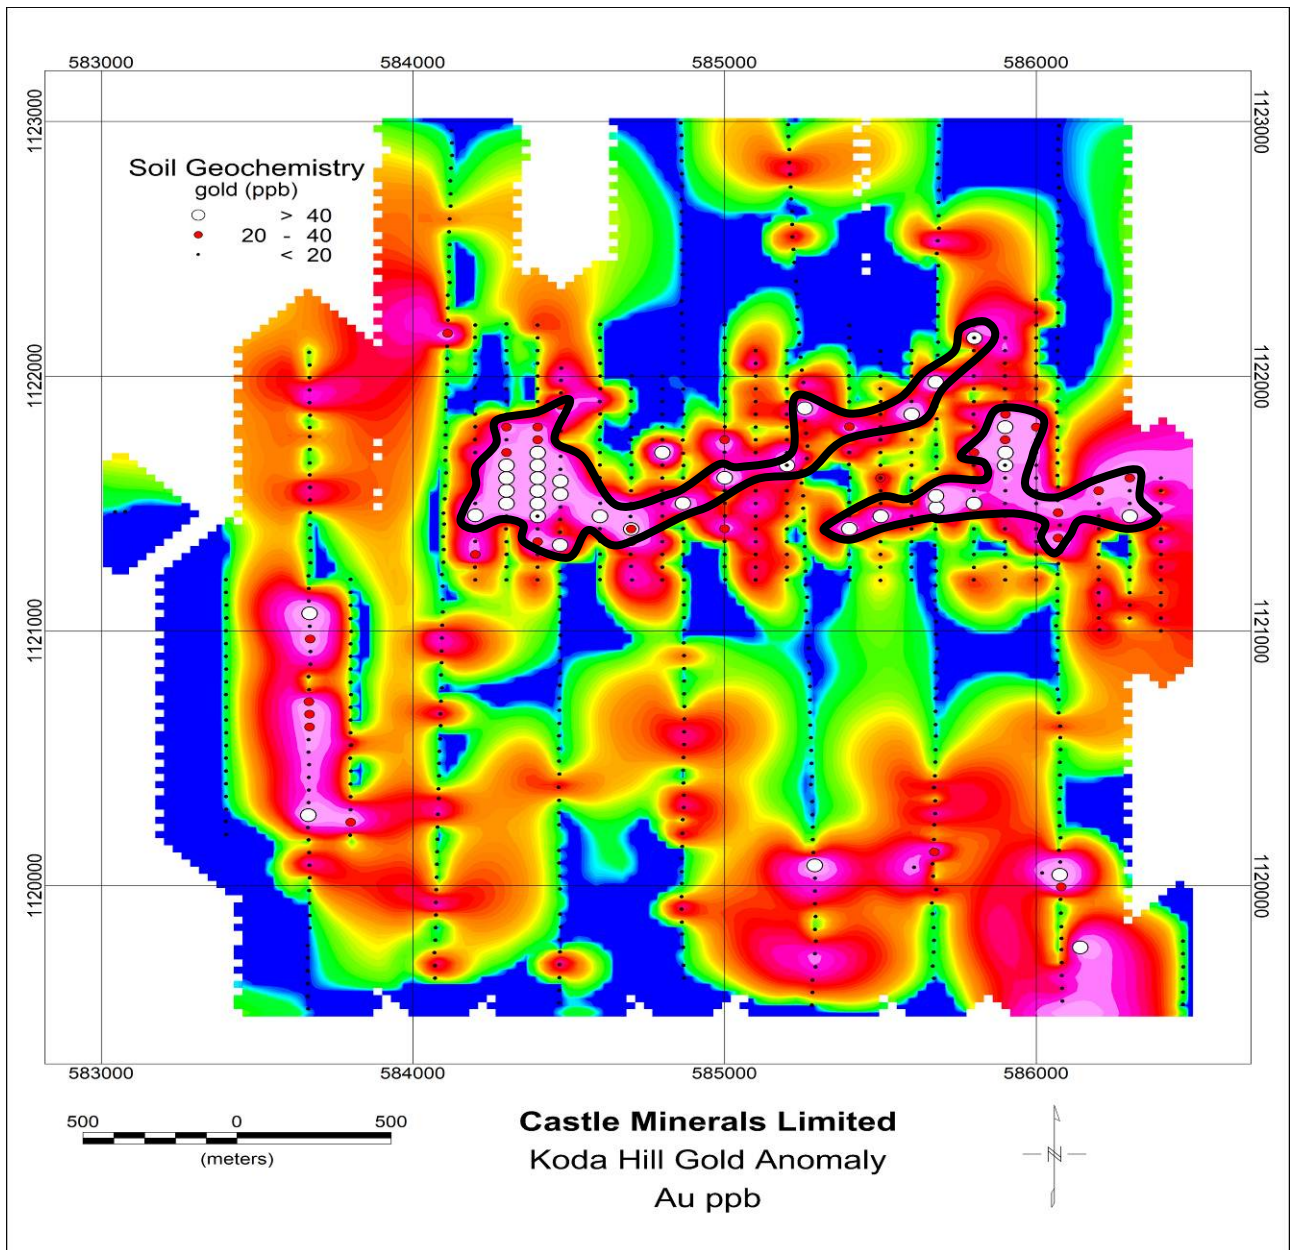 583000 584000 585000 586000
1123000 1123000
Soil Geochemistry
gold (ppb)
> 40
20 - 40
< 20
1122000 1122000
1121000 1121000
1120000 1120000
583000 584000 585000 586000
500 0 500
(meters)
Castle Minerals Limited
Koda Hill Gold Anomaly
Au ppb
N